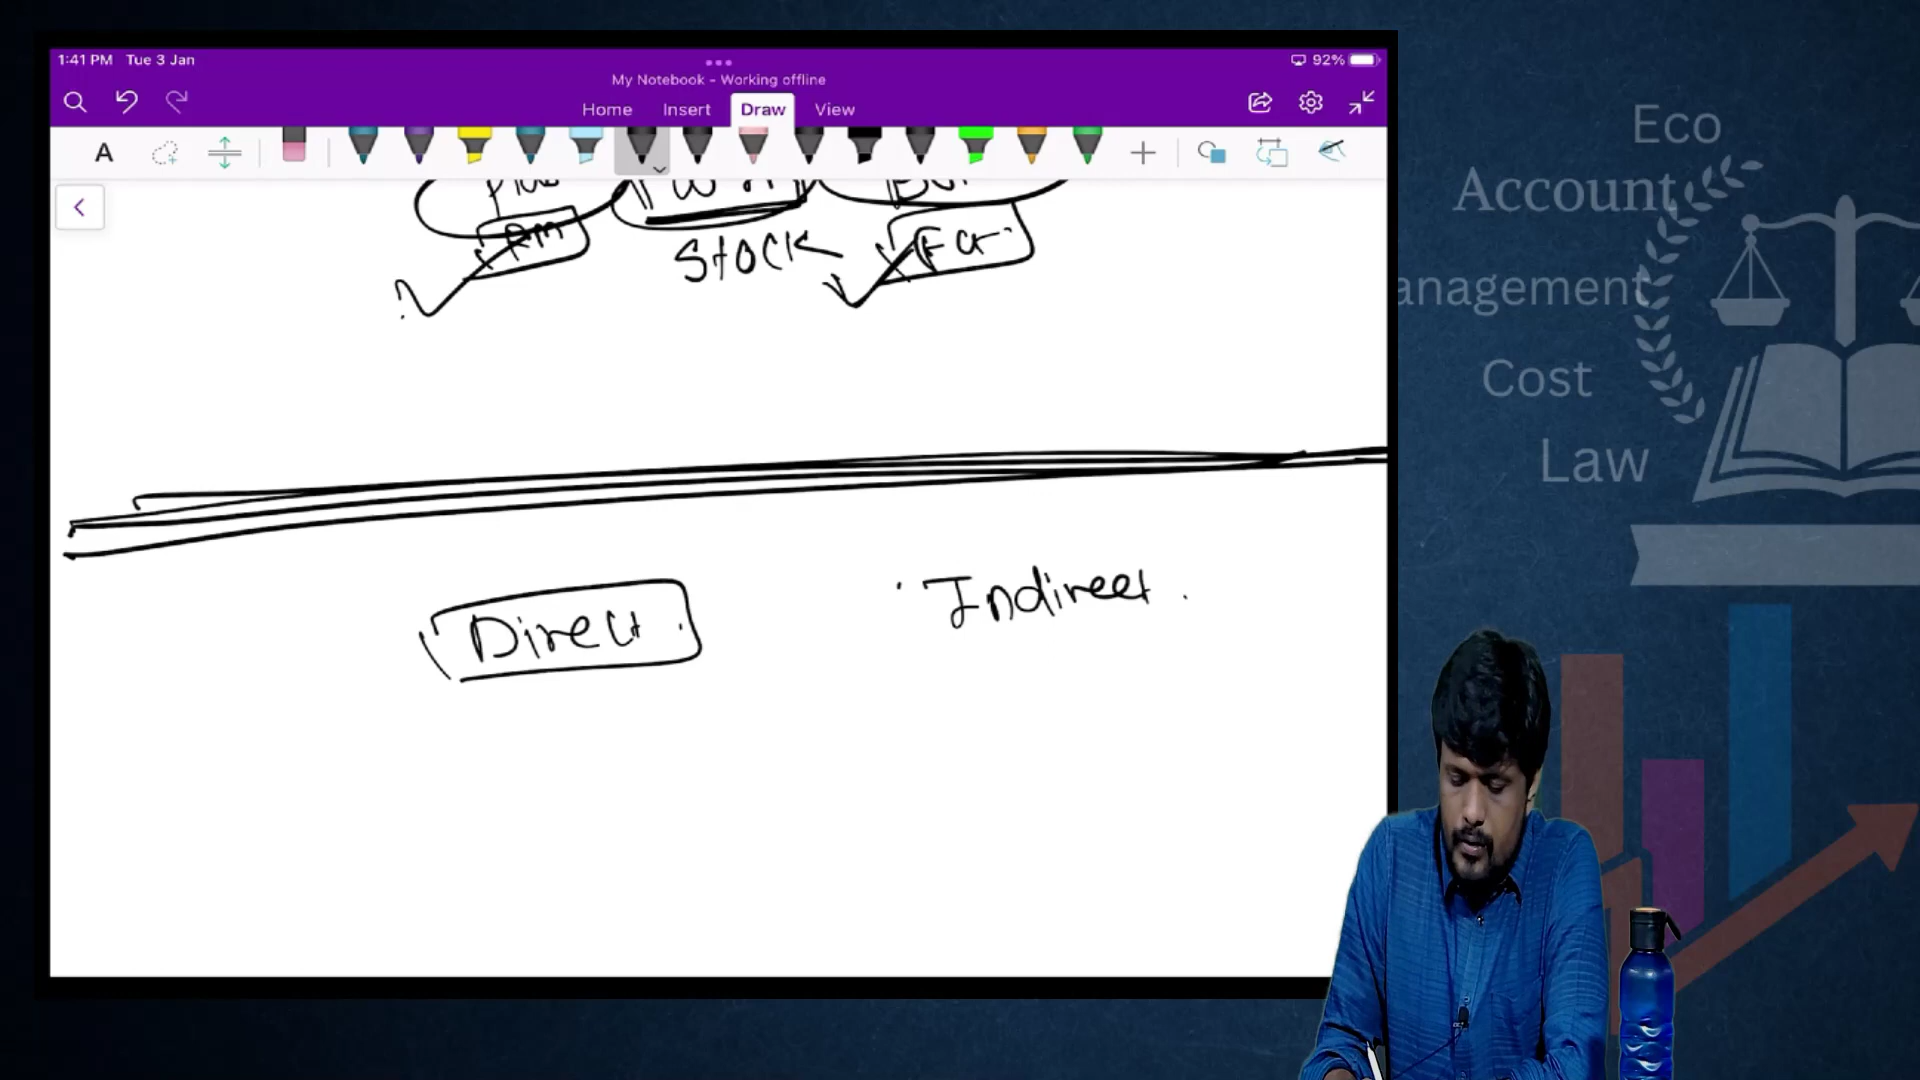 1:41 PM Tue 3 Jan
92%
My Notebook - Working offline
Home Insert Draw View
A
Stock
Direct
Indirect
Eco
Account
anagement
Cost
Law